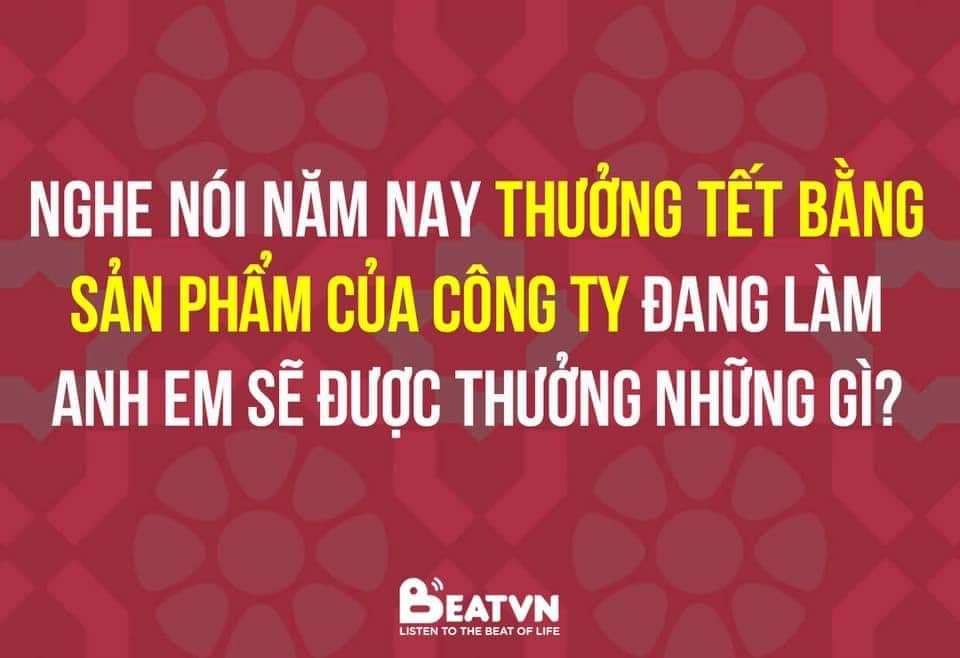 NGHE NÓI NĂM NAY THƯỞNG TẾT BẰNG
SẢN PHẨM CỦA CÔNG TY ĐANG LÀM
ANH EM SẼ ĐƯỢC THƯỞNG NHỮNG GÌ?
BEATVN
LISTEN TO THE BEAT OF LIFE